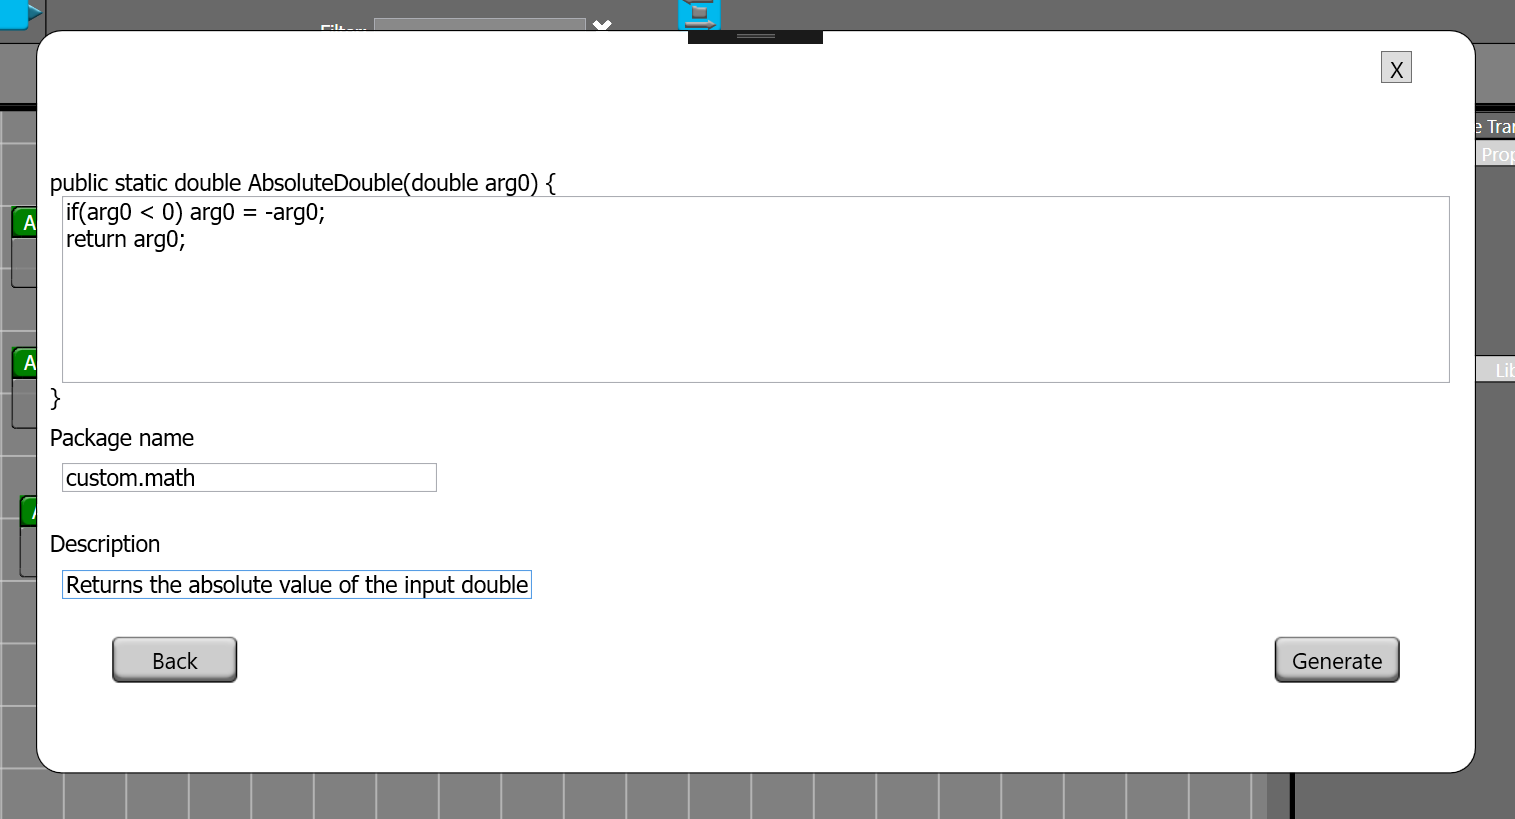 Filter:
X
e Tra
Prop
public static double AbsoluteDouble(double arg0) {
A
if(arg0 < 0) arg0 = -arg0;
return arg0;
A
Lib
}
Package name
custom.math
A
Description
Returns the absolute value of the input double
Back
Generate